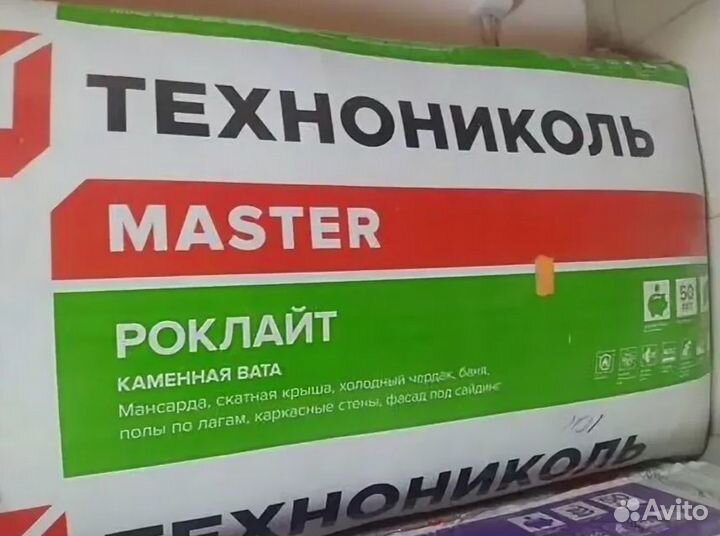 ТЕХНОНИКОЛЬ
MASTER
РОКЛАЙТ
КАМЕННАЯ ВАТА
Мансарда, скатная крыша, холодный чердак, баня,
полы по лагам, каркасные стены, фасад под сайдинг
50
ТЕХНОНИКОЛЬ
Avito